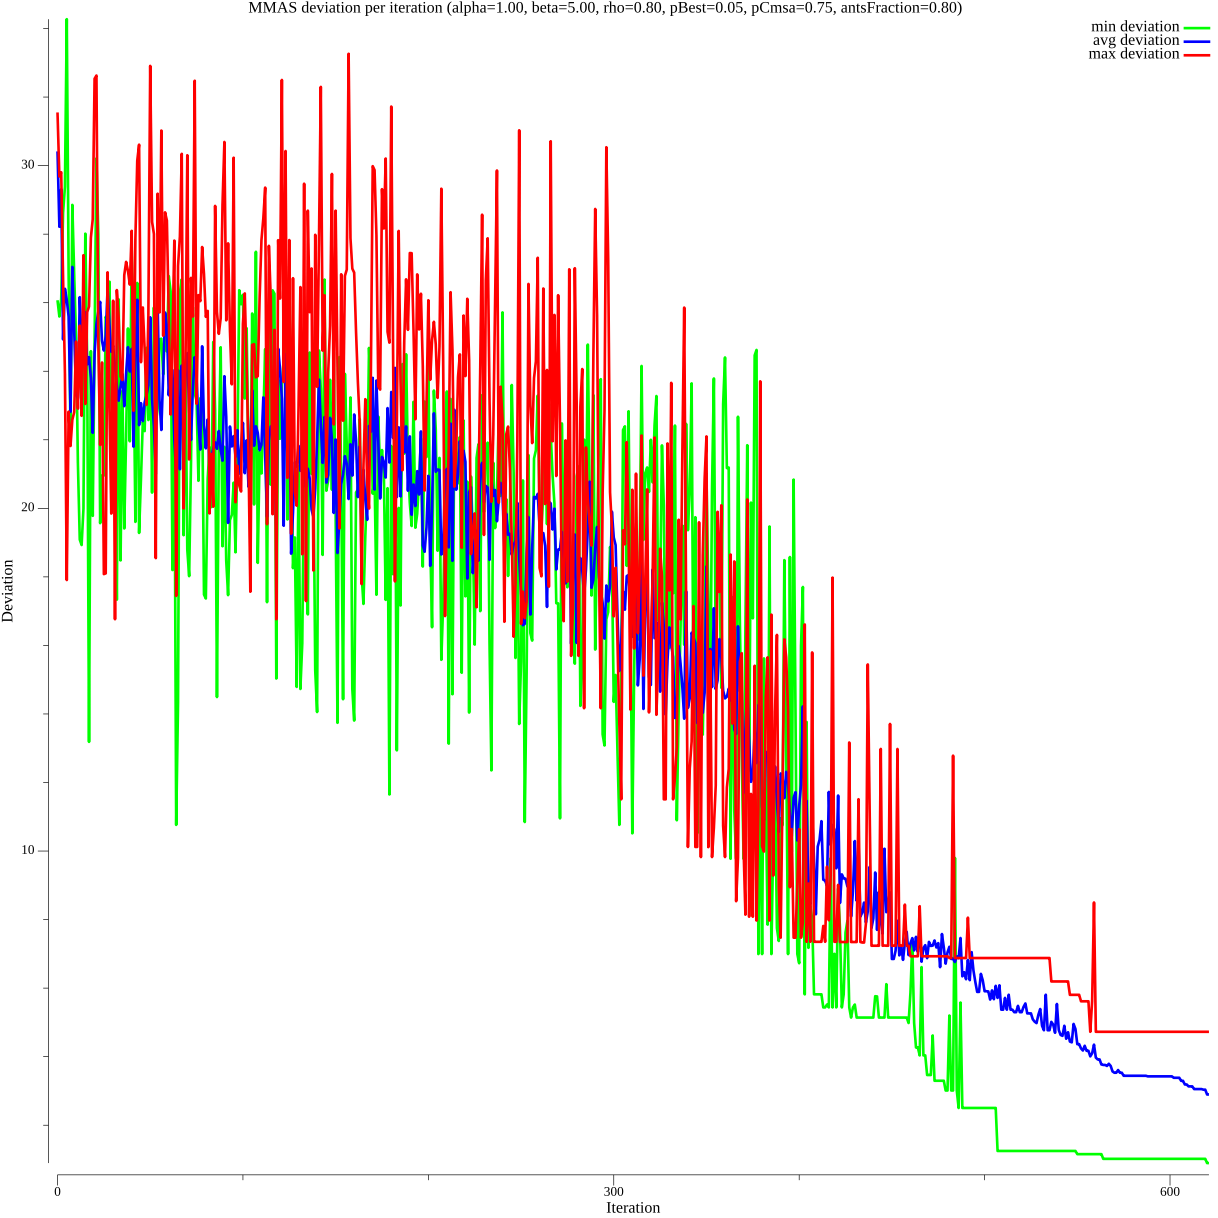 MMAS deviation per iteration (alpha=1.00, beta=5.00, rho=0.80, pBest=0.05, pCmsa=0.75, antsFraction=0.80)
min deviation
avg deviation
max deviation
30
20
10
Deviation
0
300
600
Iteration